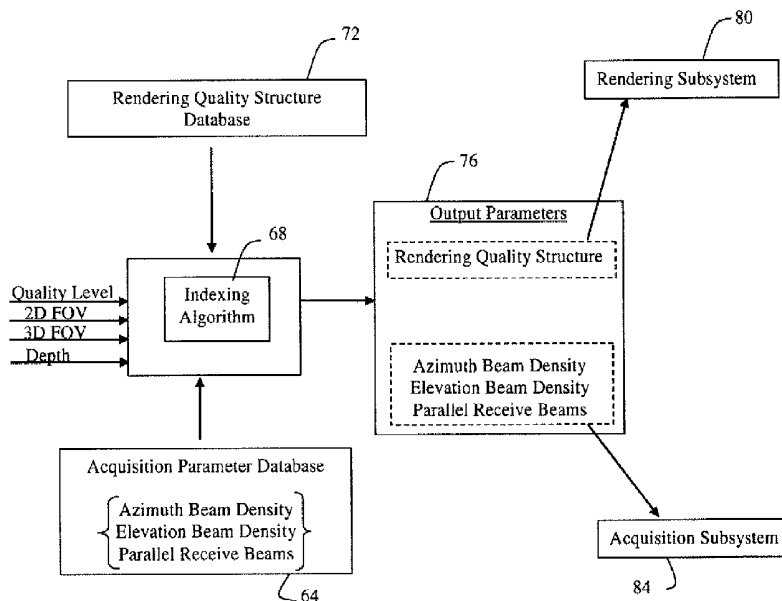 72
80
Rendering Quality Structure
Database
Rendering Subsystem
76
Output Parameters
68
Rendering Quality Structure
Indexing
Algorithm
Quality Level
2D FOV
3D FOV
Depth
Azimuth Beam Density
Elevation Beam Density
Parallel Receive Beams
Acquisition Parameter Database
Azimuth Beam Density
Elevation Beam Density
Parallel Receive Beams
Acquisition Subsystem
64
84